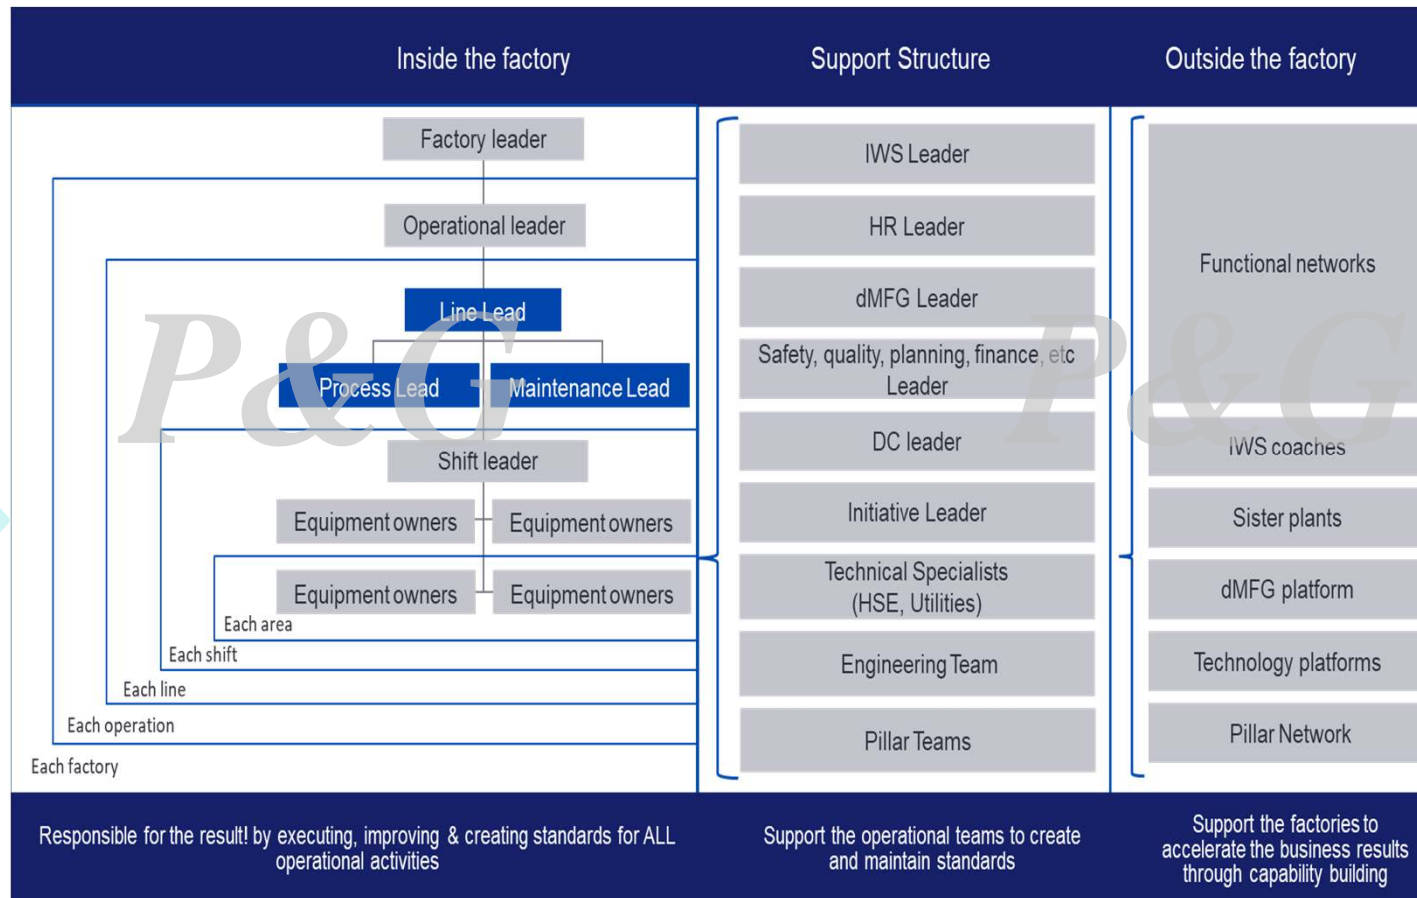 Inside the factory
Support Structure
Outside the factory
Factory leader
Operational leader
Line Lead
Process Lead
Maintenance Lead
Shift leader
Equipment owners
Equipment owners
Equipment owners
Equipment owners
Each area
Each shift
Each line
Each operation
Each factory
IWS Leader
HR Leader
dMFG Leader
Safety, quality, planning, finance, etc
Leader
DC leader
Initiative Leader
Technical Specialists
(HSE, Utilities)
Engineering Team
Pillar Teams
Functional networks
IWS coaches
Sister plants
dMFG platform
Technology platforms
Pillar Network
P&G
P&G
Responsible for the result! by executing, improving & creating standards for ALL
operational activities
Support the operational teams to create
and maintain standards
Support the factories to
accelerate the business results
through capability building